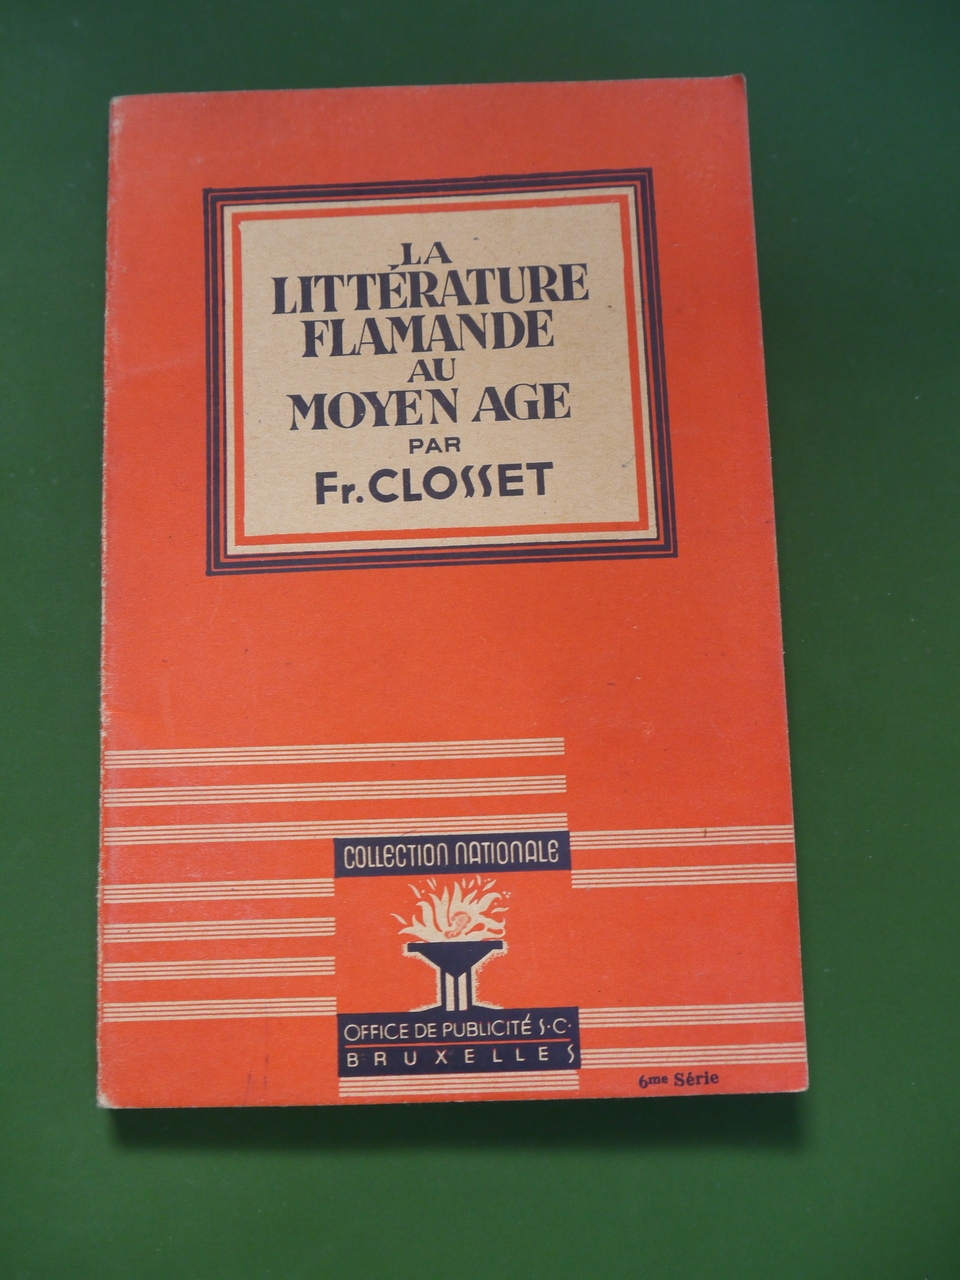 LA
LITTÉRATURE
FLAMANDE
AU
MOYEN AGE
PAR
Fr. CLOSSET
COLLECTION NATIONALE
OFFICE DE PUBLICITÉ S·C·
BRUXELLES
6me Série